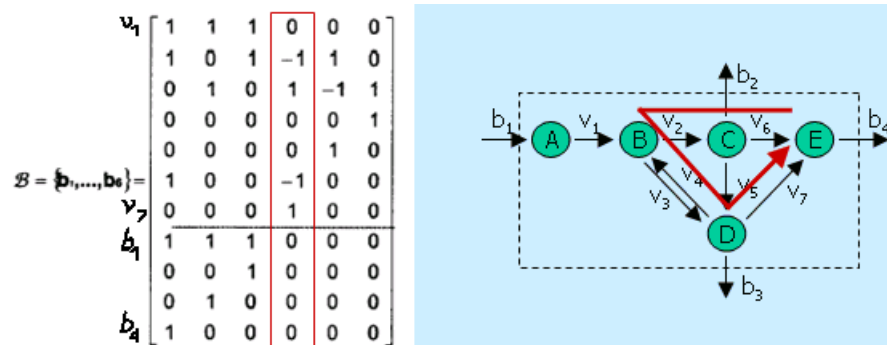 v₁ 1 1 1 0 0 0
1 0 1 −1 1 0
0 1 0 1 −1 1
0 0 0 0 0 1
0 0 0 0 1 0
𝓑 = {b₁,...,b₆} = 1 0 0 −1 0 0
v₇ 0 0 0 1 0 0
b₁ 1 1 1 0 0 0
0 0 1 0 0 0
0 1 0 0 0 0
b₄ 1 0 0 0 0 0
b₂
b₁ A v₁ B v₂ C v₆ E b₄
v₄ v₃ v₅ v₇
D
b₃